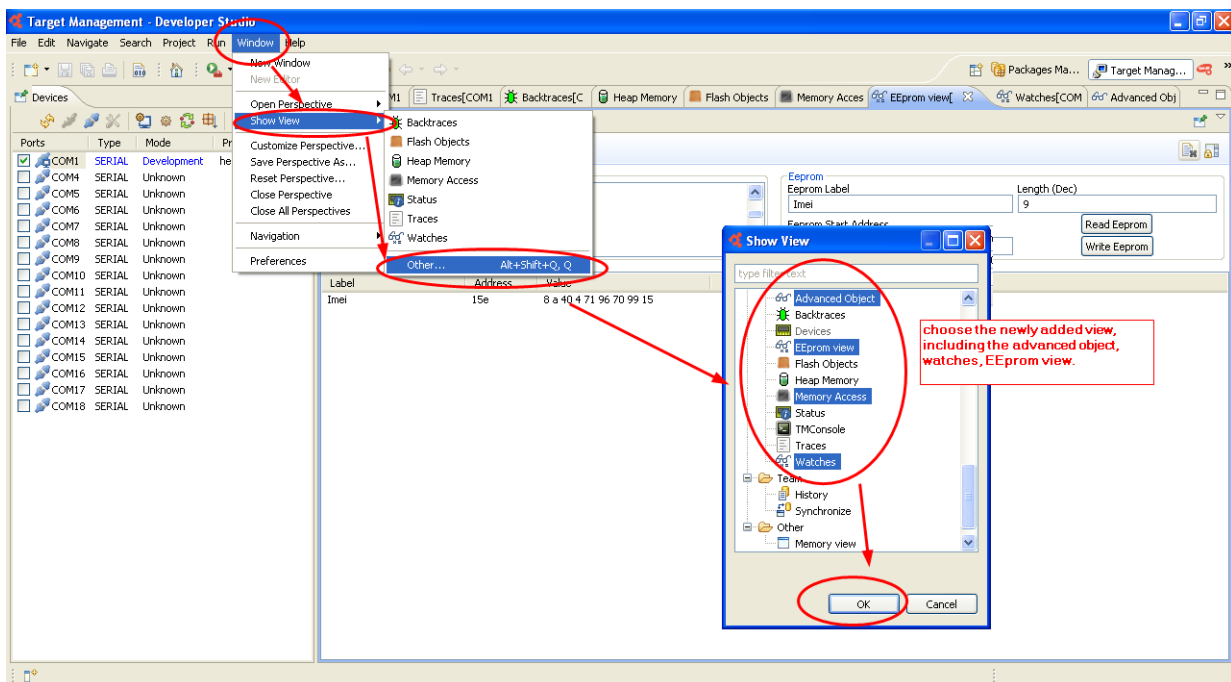 Target Management - Developer Studio
File Edit Navigate Search Project Run Window Help
Packages Ma...
Target Manag...
»
Devices
M1
Traces[COM1
Backtraces[C
Heap Memory
Flash Objects
Memory Acces
EEprom view[
Watches[COM
Advanced Obj
New Window
New Editor
Open Perspective
Show View
Customize Perspective...
Save Perspective As...
Reset Perspective...
Close Perspective
Close All Perspectives
Navigation
Preferences
Backtraces
Flash Objects
Heap Memory
Memory Access
Status
Traces
Watches
Other... Alt+Shift+Q, Q
Ports Type Mode Pr
COM1 SERIAL Development he
COM4 SERIAL Unknown
COM5 SERIAL Unknown
COM6 SERIAL Unknown
COM7 SERIAL Unknown
COM8 SERIAL Unknown
COM9 SERIAL Unknown
COM10 SERIAL Unknown
COM11 SERIAL Unknown
COM12 SERIAL Unknown
COM13 SERIAL Unknown
COM14 SERIAL Unknown
COM15 SERIAL Unknown
COM16 SERIAL Unknown
COM17 SERIAL Unknown
COM18 SERIAL Unknown
Eeprom
Eeprom Label
Length (Dec)
Imei
9
Eeprom Start Address
Read Eeprom
Write Eeprom
Label Address Value
Imei 15e 8 a 40 4 71 96 70 99 15
Show View
type filter text
Advanced Object
Backtraces
Devices
EEprom view
Flash Objects
Heap Memory
Memory Access
Status
TMConsole
Traces
Watches
Team
History
Synchronize
Other
Memory view
OK
Cancel
choose the newly added view,
including the advanced object,
watches, EEprom view.